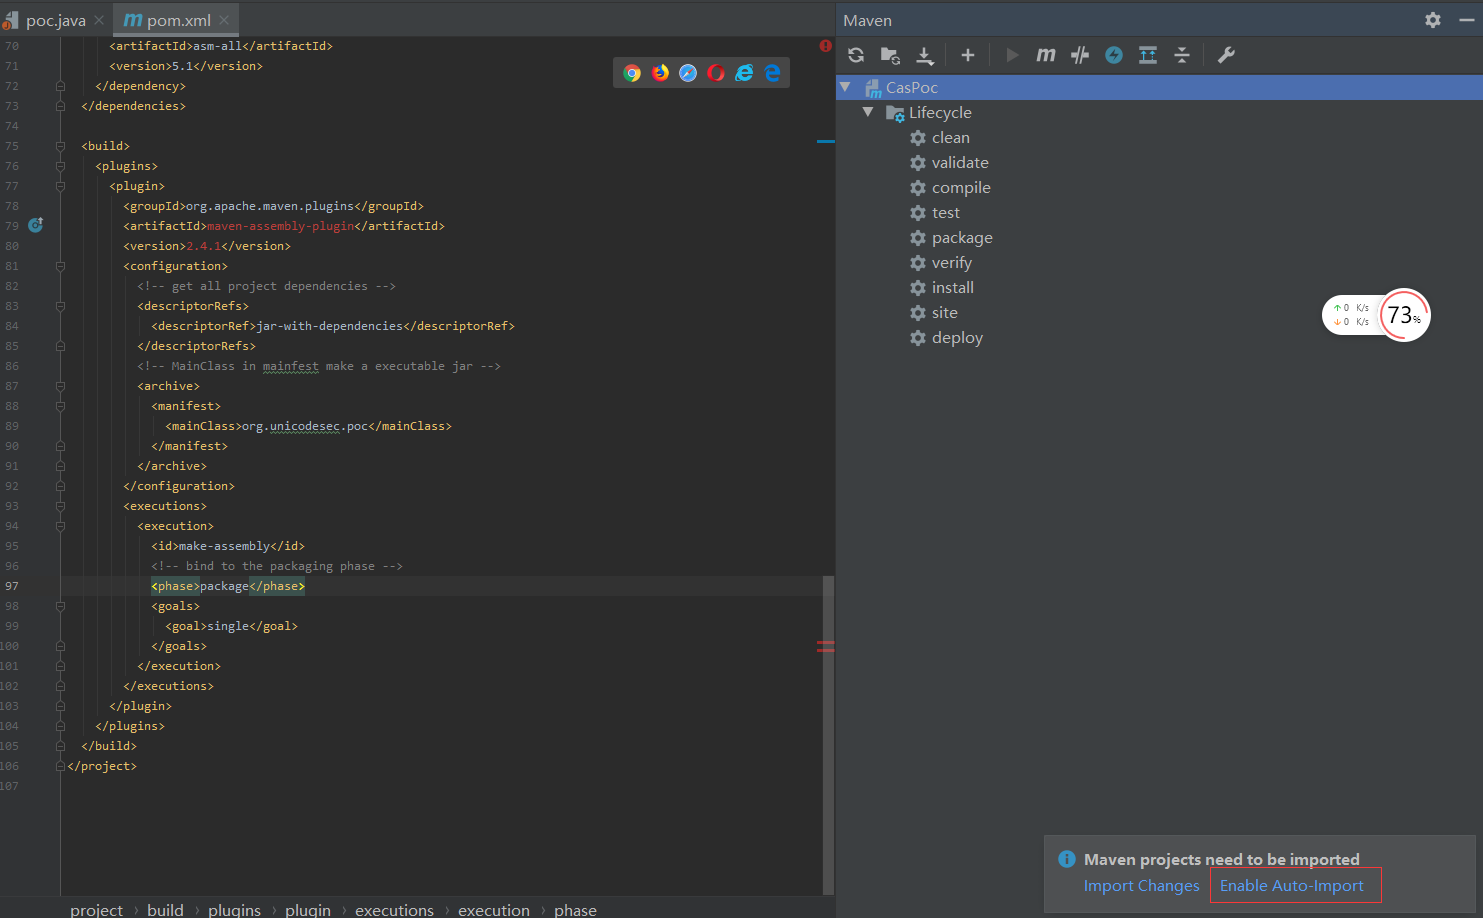 poc.java
pom.xml
Maven
70 <artifactId>asm-all</artifactId>
71 <version>5.1</version>
72 </dependency>
73 </dependencies>
74
75 <build>
76 <plugins>
77 <plugin>
78 <groupId>org.apache.maven.plugins</groupId>
79 <artifactId>maven-assembly-plugin</artifactId>
80 <version>2.4.1</version>
81 <configuration>
82 <!-- get all project dependencies -->
83 <descriptorRefs>
84 <descriptorRef>jar-with-dependencies</descriptorRef>
85 </descriptorRefs>
86 <!-- MainClass in mainfest make a executable jar -->
87 <archive>
88 <manifest>
89 <mainClass>org.unicodesec.poc</mainClass>
90 </manifest>
91 </archive>
92 </configuration>
93 <executions>
94 <execution>
95 <id>make-assembly</id>
96 <!-- bind to the packaging phase -->
97 <phase>package</phase>
98 <goals>
99 <goal>single</goal>
100 </goals>
101 </execution>
102 </executions>
103 </plugin>
104 </plugins>
105 </build>
106 </project>
107
project › build › plugins › plugin › executions › execution › phase
CasPoc
Lifecycle
clean
validate
compile
test
package
verify
install
site
deploy
↑ 0 K/s
↓ 0 K/s
73%
Maven projects need to be imported
Import Changes
Enable Auto-Import